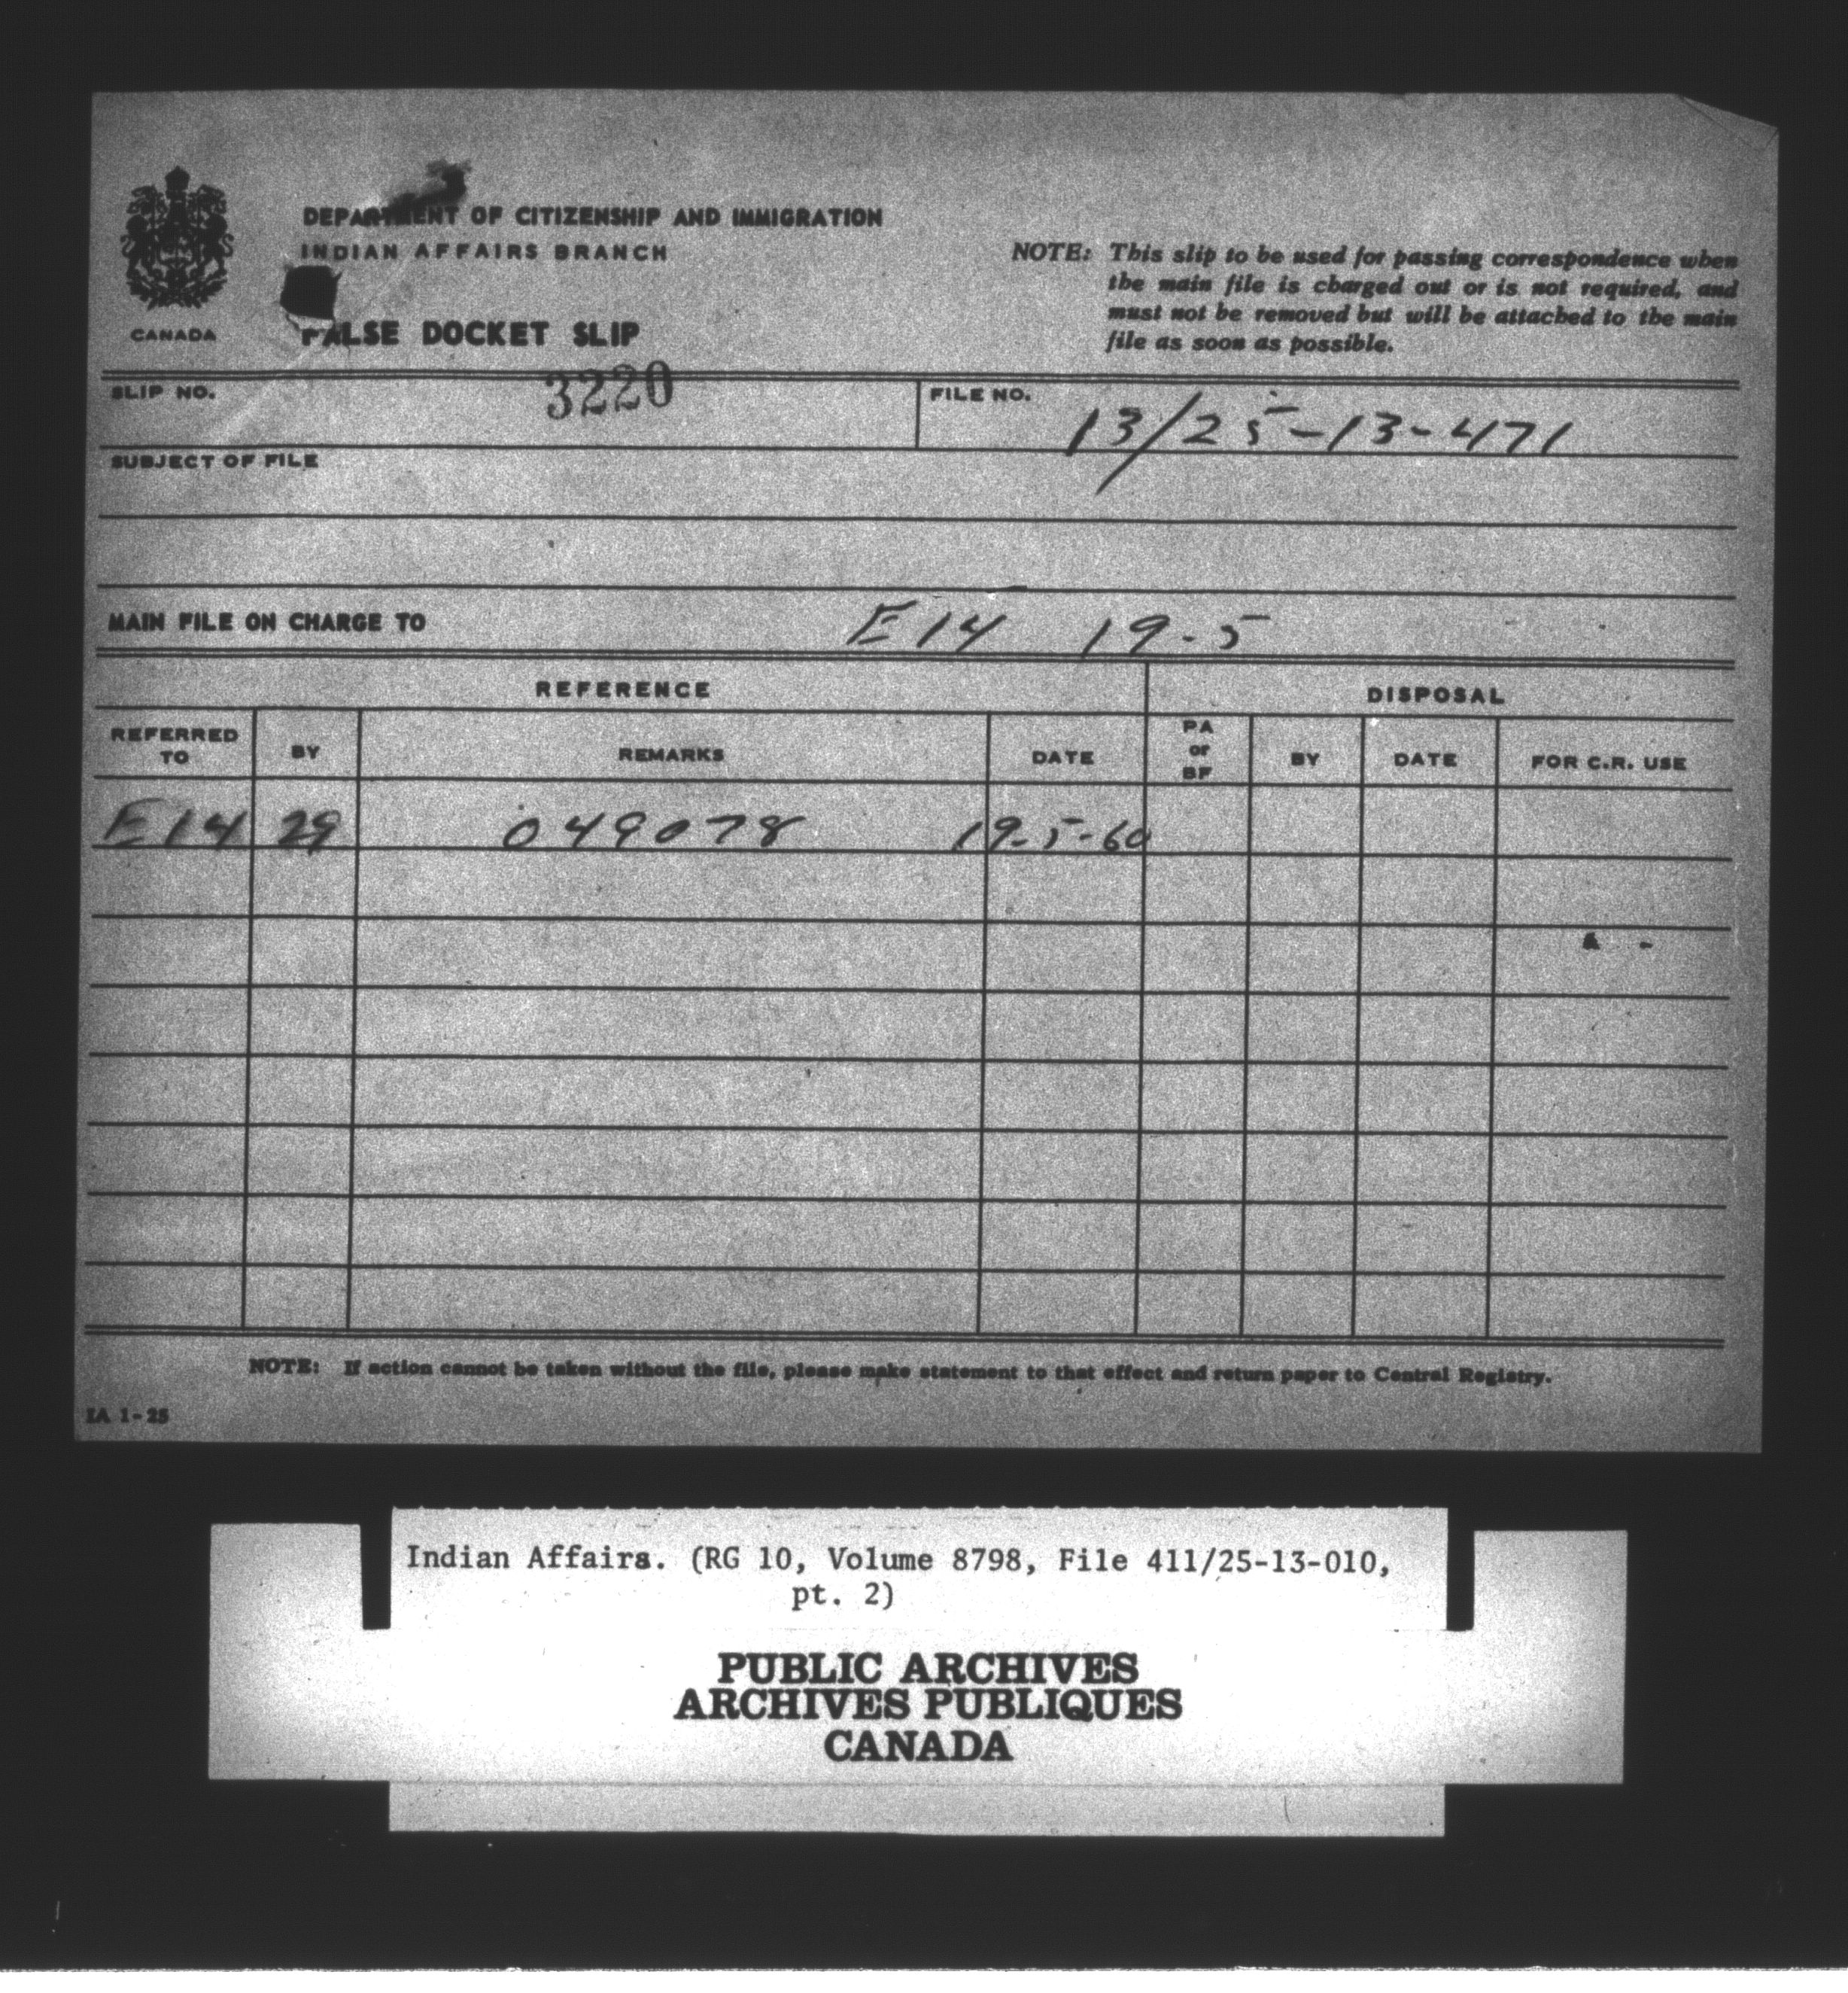 DEPARTMENT OF CITIZENSHIP AND IMMIGRATION
INDIAN AFFAIRS BRANCH
CANADA
FALSE DOCKET SLIP
NOTE: This slip to be used for passing correspondence when
the main file is charged out or is not required, and
must not be removed but will be attached to the main
file as soon as possible.
SLIP NO. 3220
FILE NO. 13/25-13-471
SUBJECT OF FILE
MAIN FILE ON CHARGE TO E14 19-5
REFERENCE DISPOSAL
REFERRED TO BY REMARKS DATE PA or BF BY DATE FOR C.R. USE
E14 29 049078 19-5-60
NOTE: If action cannot be taken without the file, please make statement to that effect and return paper to Central Registry.
IA 1-25
Indian Affairs. (RG 10, Volume 8798, File 411/25-13-010,
pt. 2)
PUBLIC ARCHIVES
ARCHIVES PUBLIQUES
CANADA